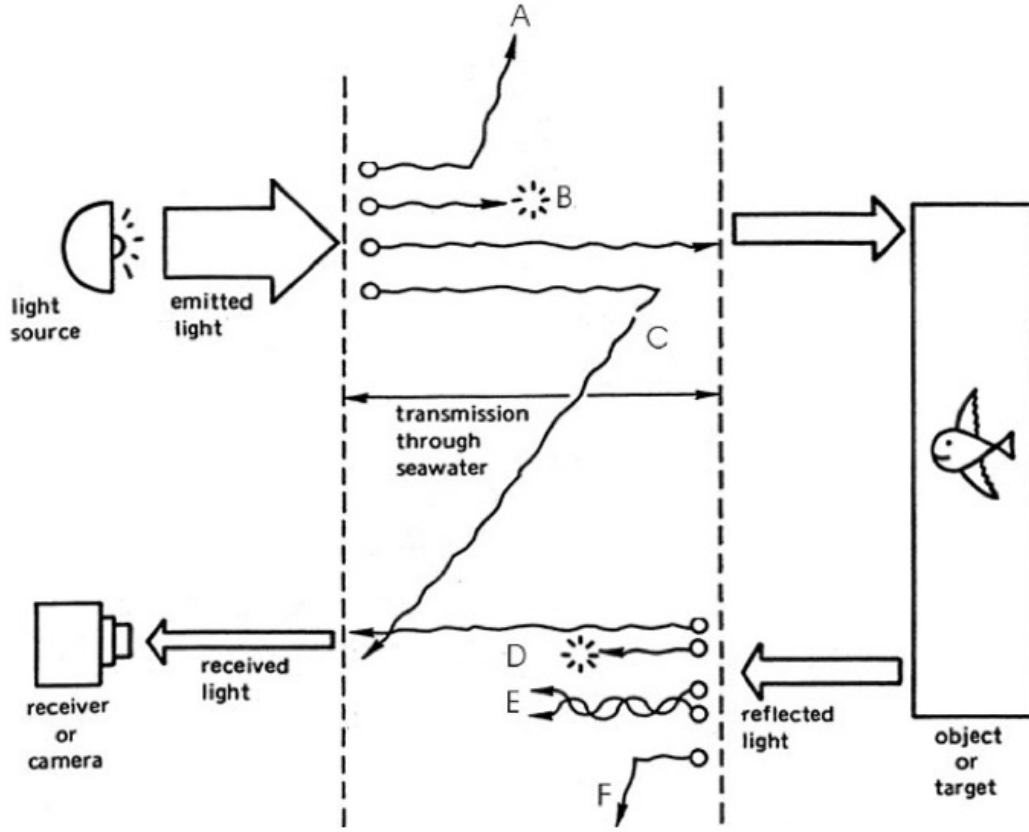 A
B
light
source
emitted
light
C
transmission
through
seawater
D
E
F
receiver
or
camera
received
light
reflected
light
object
or
target